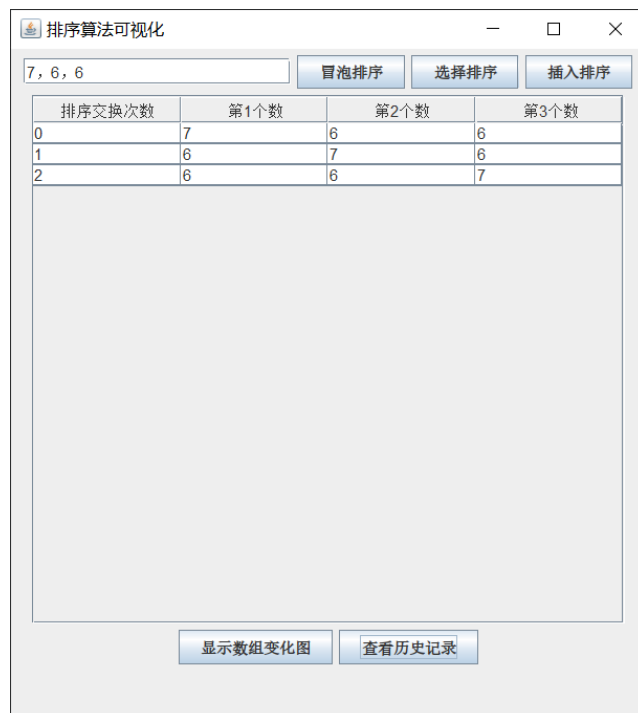 排序算法可视化
7，6，6 冒泡排序 选择排序 插入排序
排序交换次数 第1个数 第2个数 第3个数
0 7 6 6
1 6 7 6
2 6 6 7
显示数组变化图 查看历史记录